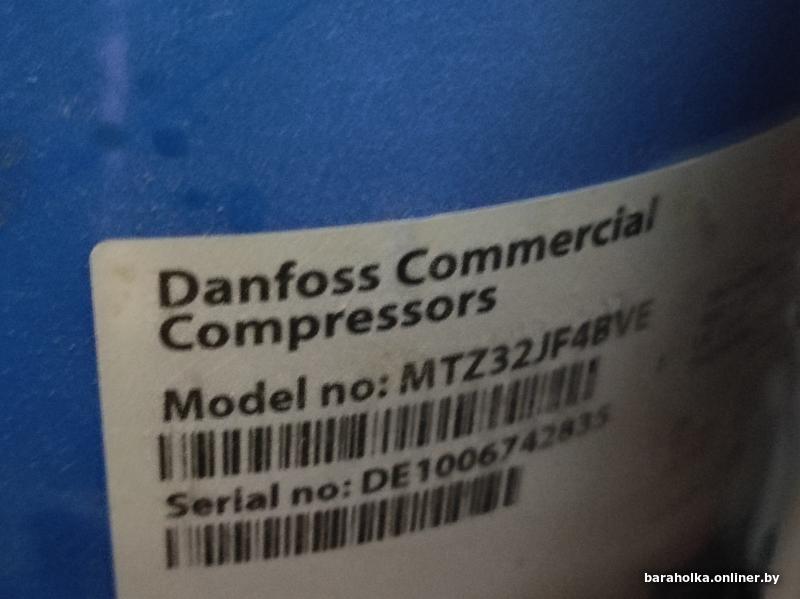 Danfoss Commercial
Compressors
Model no: MTZ32JF4BVE
Serial no: DE1006742835
baraholka.onliner.by